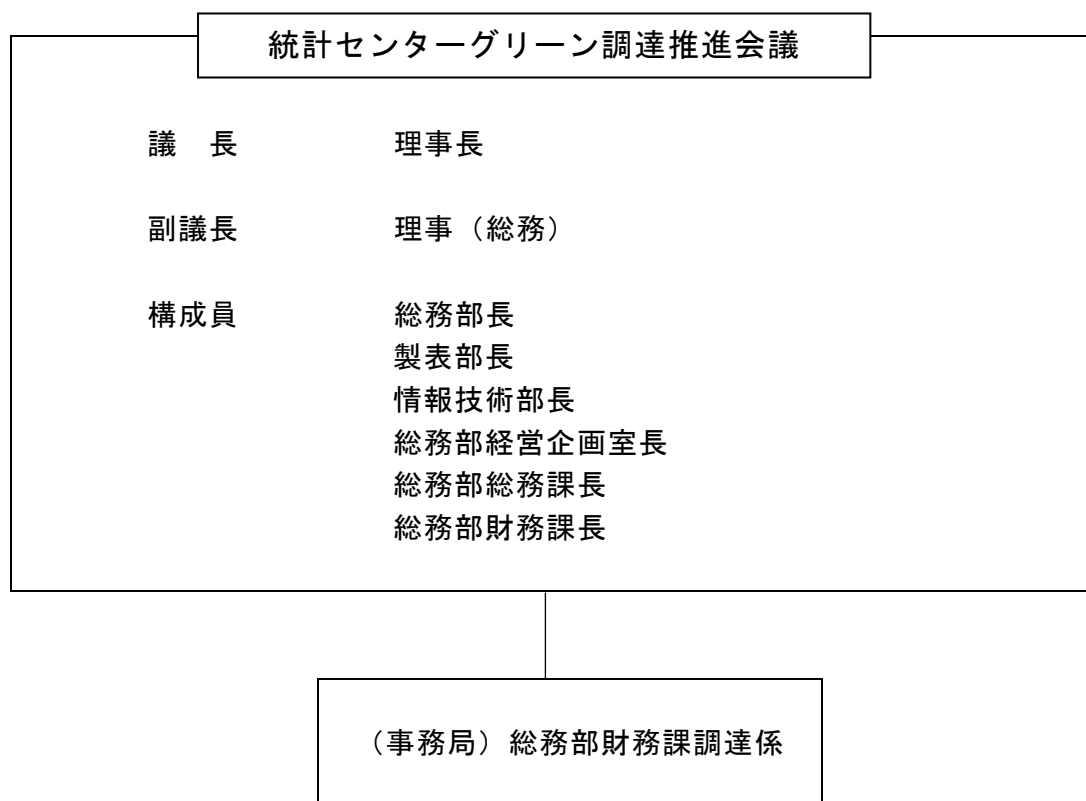 統計センターグリーン調達推進会議
議　長　理事長
副議長　理事（総務）
構成員　総務部長
製表部長
情報技術部長
総務部経営企画室長
総務部総務課長
総務部財務課長
（事務局）総務部財務課調達係